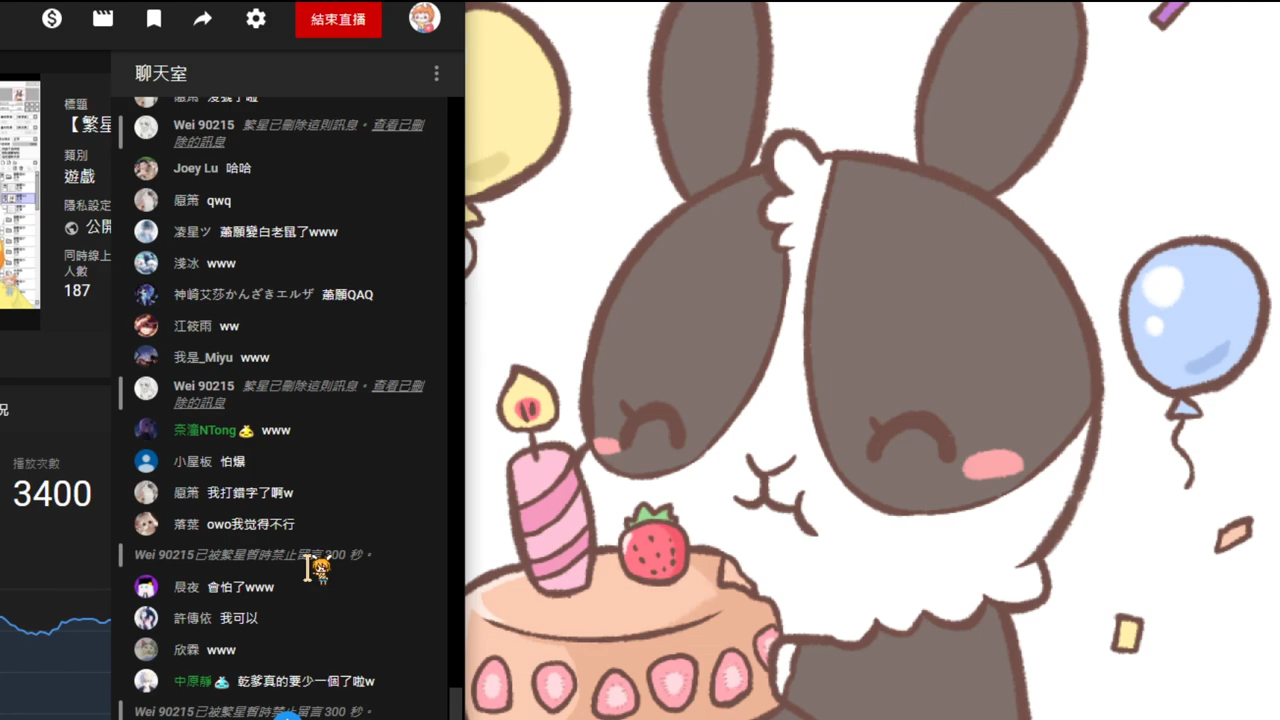 結束直播
聊天室
標題
【繁星
類別
遊戲
隱私設定
公開
同時線上
人數
187
況
播放次數
3400
Wei 90215 繁星已刪除這則訊息。查看已刪
除的訊息
Joey Lu 哈哈
qwq
凌星ツ 蕭願變白老鼠了www
淺冰 www
神崎艾莎かんざきエルザ 蕭願QAQ
江筱雨 ww
我是_Miyu www
Wei 90215 繁星已刪除這則訊息。查看已刪
除的訊息
奈瀧NTong www
小屋板 怕爆
我打錯字了啊w
落葉 owo我觉得不行
Wei 90215已被繁星暫時禁止留言300 秒。
晨夜 會怕了www
許傳依 我可以
欣霖 www
中原靜 乾爹真的要少一個了啦w
Wei 90215已被繁星暫時禁止留言300 秒。